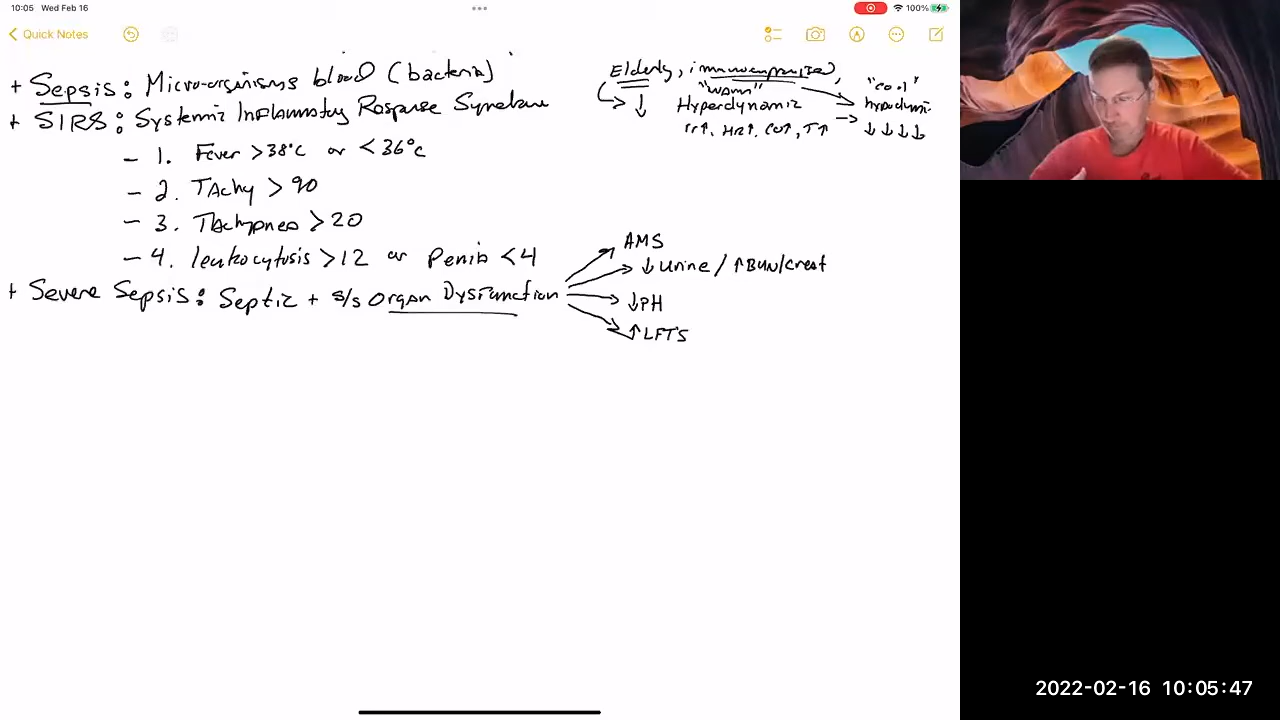 10:05 Wed Feb 16
100%
Quick Notes
+ Sepsis: Micro-organisms blood (bacteria)
+ SIRS: Systemic Inflammatory Response Syndrome
- 1. Fever >38°C or <36°C
- 2. TAchy > 90
- 3. TAchypnea > 20
- 4. leukocytosis >12 or penia <4
+ Severe Sepsis: Septic + s/s Organ Dysfunction
AMS
↓ Urine / ↑ BUN/creat
↓PH
↑ LFTS
Elderly, immunocompromised,
→ ↓
"warm"
Hyperdynamic →
rr↑, HR↑, CO↑, T↑
"cool"
↓ ↓ ↓ ↓
2022-02-16 10:05:47